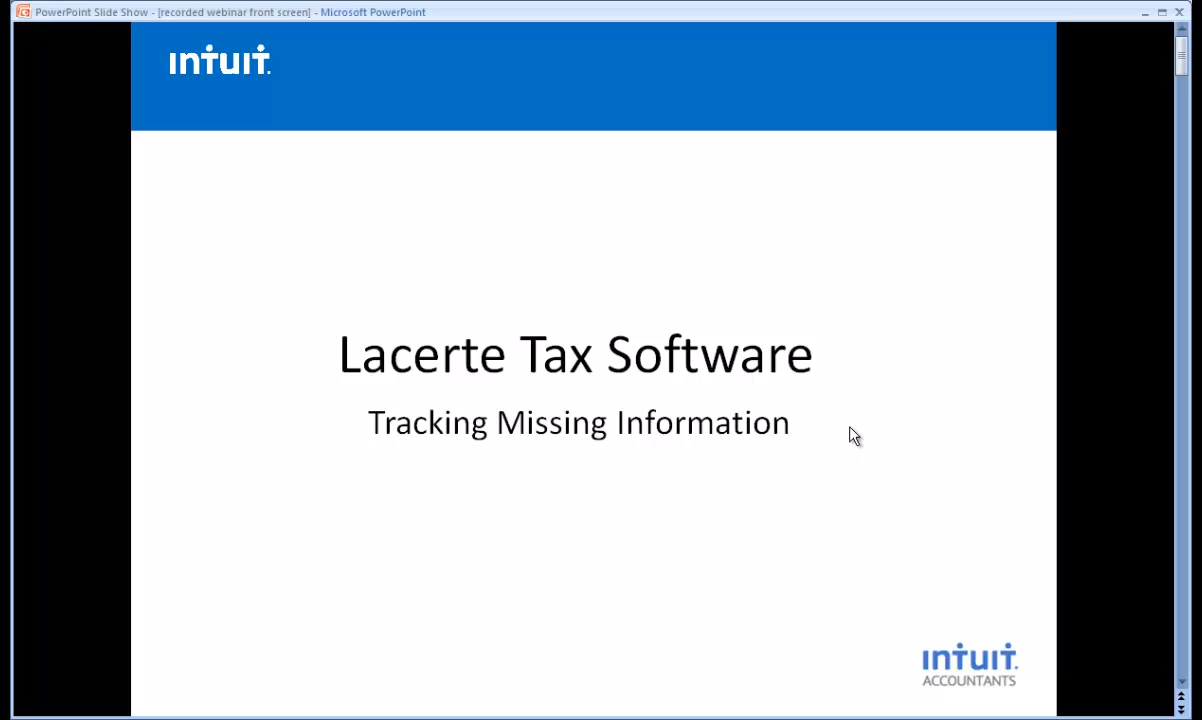 PowerPoint Slide Show - [recorded webinar front screen] - Microsoft PowerPoint
intuit.
Lacerte Tax Software
Tracking Missing Information
intuit.
ACCOUNTANTS